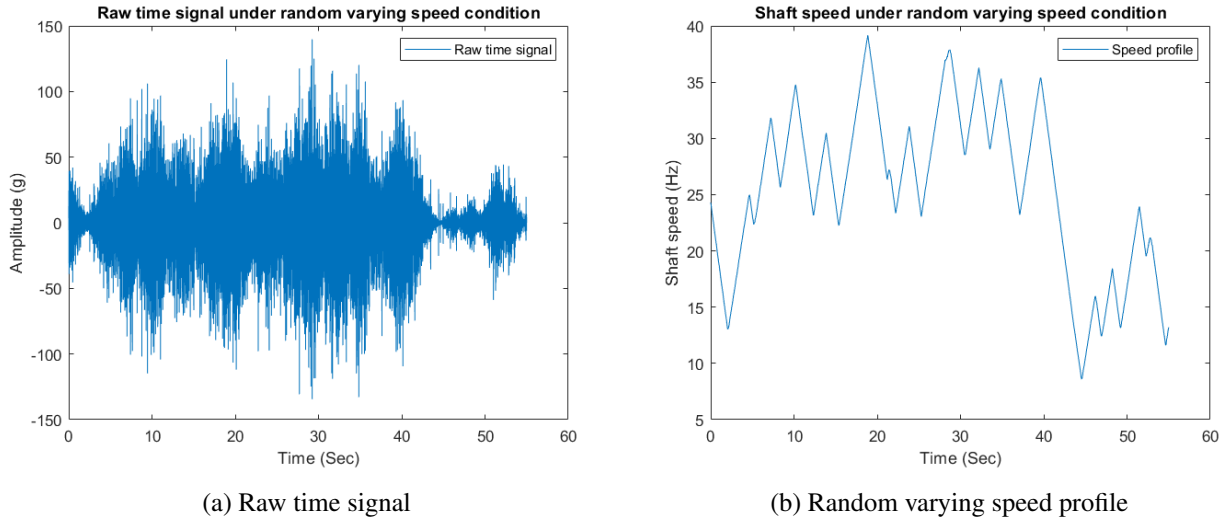 Raw time signal under random varying speed condition
Raw time signal
150
100
50
0
-50
-100
-150
Amplitude (g)
0 10 20 30 40 50 60
Time (Sec)
(a) Raw time signal
Shaft speed under random varying speed condition
Speed profile
40
35
30
25
20
15
10
5
Shaft speed (Hz)
0 10 20 30 40 50 60
Time (Sec)
(b) Random varying speed profile